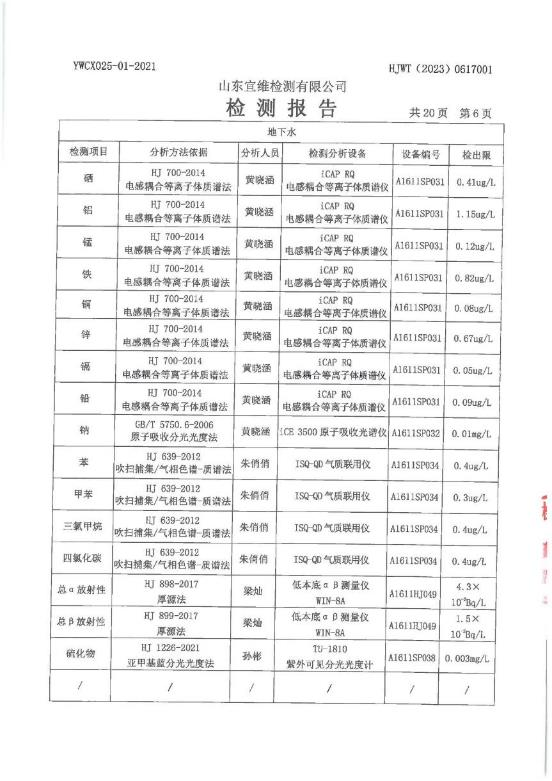 YWCX025-01-2021 HJWT（2023）0617001
山东宜维检测有限公司
检 测 报 告 共 20 页 第 6 页
地下水
检测项目 分析方法依据 分析人员 检测分析设备 设备编号 检出限
硒 HJ 700-2014 电感耦合等离子体质谱法 黄晓涵 iCAP RQ 电感耦合等离子体质谱仪 A1611SP031 0.41ug/L
铝 HJ 700-2014 电感耦合等离子体质谱法 黄晓涵 iCAP RQ 电感耦合等离子体质谱仪 A1611SP031 1.15ug/L
锰 HJ 700-2014 电感耦合等离子体质谱法 黄晓涵 iCAP RQ 电感耦合等离子体质谱仪 A1611SP031 0.12ug/L
铁 HJ 700-2014 电感耦合等离子体质谱法 黄晓涵 iCAP RQ 电感耦合等离子体质谱仪 A1611SP031 0.82ug/L
铜 HJ 700-2014 电感耦合等离子体质谱法 黄晓涵 iCAP RQ 电感耦合等离子体质谱仪 A1611SP031 0.08ug/L
锌 HJ 700-2014 电感耦合等离子体质谱法 黄晓涵 iCAP RQ 电感耦合等离子体质谱仪 A1611SP031 0.67ug/L
镉 HJ 700-2014 电感耦合等离子体质谱法 黄晓涵 iCAP RQ 电感耦合等离子体质谱仪 A1611SP031 0.05ug/L
铅 HJ 700-2014 电感耦合等离子体质谱法 黄晓涵 iCAP RQ 电感耦合等离子体质谱仪 A1611SP031 0.09ug/L
钠 GB/T 5750.6-2006 原子吸收分光光度法 黄晓涵 iCE 3500 原子吸收光谱仪 A1611SP032 0.01mg/L
苯 HJ 639-2012 吹扫捕集/气相色谱-质谱法 朱俏俏 ISQ-QD 气质联用仪 A1611SP034 0.4ug/L
甲苯 HJ 639-2012 吹扫捕集/气相色谱-质谱法 朱俏俏 ISQ-QD 气质联用仪 A1611SP034 0.3ug/L
三氯甲烷 HJ 639-2012 吹扫捕集/气相色谱-质谱法 朱俏俏 ISQ-QD 气质联用仪 A1611SP034 0.4ug/L
四氯化碳 HJ 639-2012 吹扫捕集/气相色谱-质谱法 朱俏俏 ISQ-QD 气质联用仪 A1611SP034 0.4ug/L
总α放射性 HJ 898-2017 厚源法 梁灿 低本底αβ测量仪 WIN-8A A1611HJ049 4.3× 10⁻²Bq/L
总β放射性 HJ 899-2017 厚源法 梁灿 低本底αβ测量仪 WIN-8A A1611HJ049 1.5× 10⁻²Bq/L
硫化物 HJ 1226-2021 亚甲基蓝分光光度法 孙彬 TU-1810 紫外可见分光光度计 A1611SP038 0.003mg/L
/ / / / / /